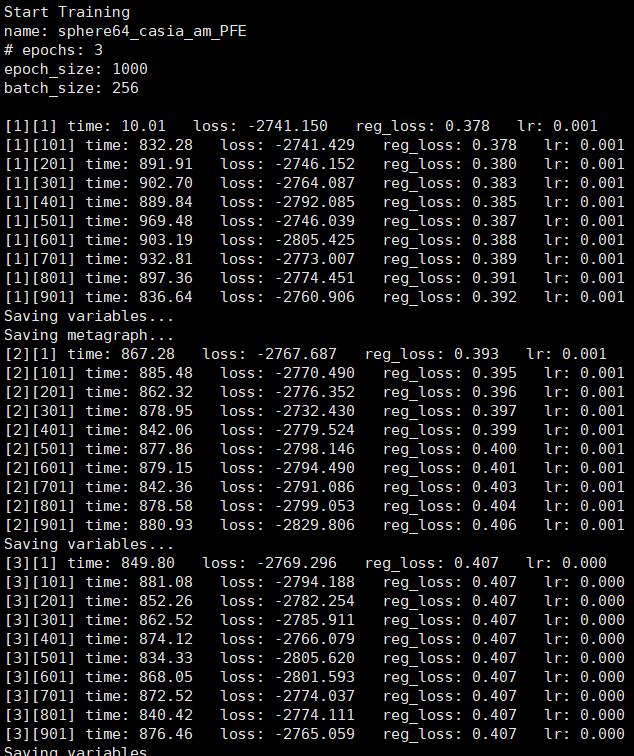 Start Training
name: sphere64_casia_am_PFE
# epochs: 3
epoch_size: 1000
batch_size: 256
[1][1] time: 10.01 loss: -2741.150 reg_loss: 0.378 lr: 0.001
[1][101] time: 832.28 loss: -2741.429 reg_loss: 0.378 lr: 0.001
[1][201] time: 891.91 loss: -2746.152 reg_loss: 0.380 lr: 0.001
[1][301] time: 902.70 loss: -2764.087 reg_loss: 0.383 lr: 0.001
[1][401] time: 889.84 loss: -2792.085 reg_loss: 0.385 lr: 0.001
[1][501] time: 969.48 loss: -2746.039 reg_loss: 0.387 lr: 0.001
[1][601] time: 903.19 loss: -2805.425 reg_loss: 0.388 lr: 0.001
[1][701] time: 932.81 loss: -2773.007 reg_loss: 0.389 lr: 0.001
[1][801] time: 897.36 loss: -2774.451 reg_loss: 0.391 lr: 0.001
[1][901] time: 836.64 loss: -2760.906 reg_loss: 0.392 lr: 0.001
Saving variables...
Saving metagraph...
[2][1] time: 867.28 loss: -2767.687 reg_loss: 0.393 lr: 0.001
[2][101] time: 885.48 loss: -2770.490 reg_loss: 0.395 lr: 0.001
[2][201] time: 862.32 loss: -2776.352 reg_loss: 0.396 lr: 0.001
[2][301] time: 878.95 loss: -2732.430 reg_loss: 0.397 lr: 0.001
[2][401] time: 842.06 loss: -2779.524 reg_loss: 0.399 lr: 0.001
[2][501] time: 877.86 loss: -2798.146 reg_loss: 0.400 lr: 0.001
[2][601] time: 879.15 loss: -2794.490 reg_loss: 0.401 lr: 0.001
[2][701] time: 842.36 loss: -2791.086 reg_loss: 0.403 lr: 0.001
[2][801] time: 878.58 loss: -2799.053 reg_loss: 0.404 lr: 0.001
[2][901] time: 880.93 loss: -2829.806 reg_loss: 0.406 lr: 0.001
Saving variables...
[3][1] time: 849.80 loss: -2769.296 reg_loss: 0.407 lr: 0.000
[3][101] time: 881.08 loss: -2794.188 reg_loss: 0.407 lr: 0.000
[3][201] time: 852.26 loss: -2782.254 reg_loss: 0.407 lr: 0.000
[3][301] time: 862.52 loss: -2785.911 reg_loss: 0.407 lr: 0.000
[3][401] time: 874.12 loss: -2766.079 reg_loss: 0.407 lr: 0.000
[3][501] time: 834.33 loss: -2805.620 reg_loss: 0.407 lr: 0.000
[3][601] time: 868.05 loss: -2801.593 reg_loss: 0.407 lr: 0.000
[3][701] time: 872.52 loss: -2774.037 reg_loss: 0.407 lr: 0.000
[3][801] time: 840.42 loss: -2774.111 reg_loss: 0.407 lr: 0.000
[3][901] time: 876.46 loss: -2765.059 reg_loss: 0.407 lr: 0.000
Saving variables